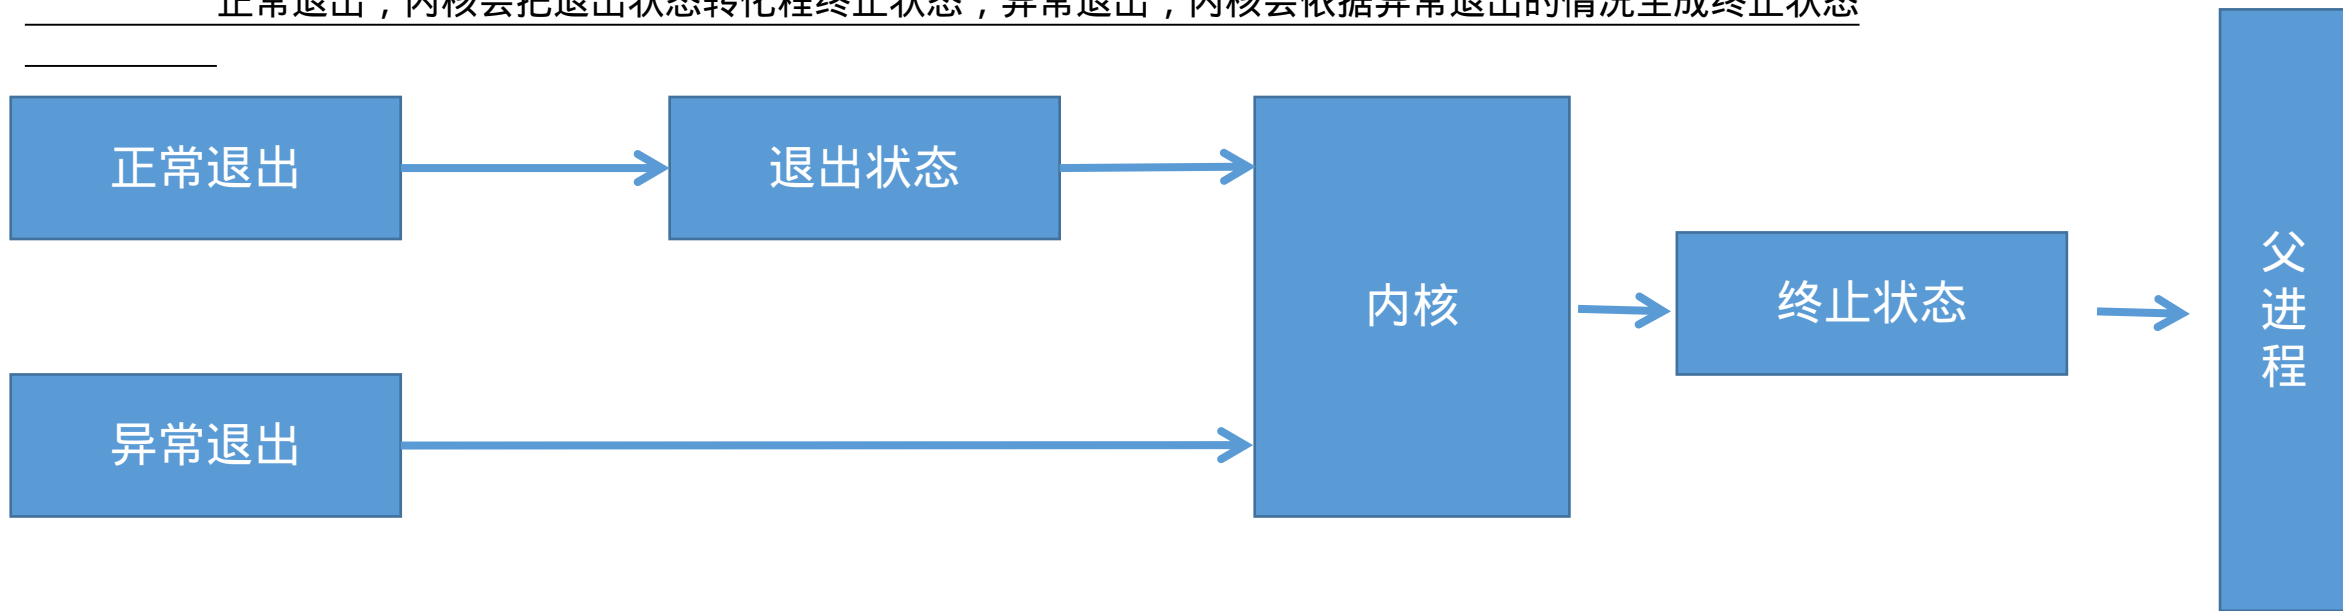 正常退出，内核会把退出状态转化程终止状态，异常退出，内核会依据异常退出的情况生成终止状态
正常退出
退出状态
内核
终止状态
父进程
异常退出